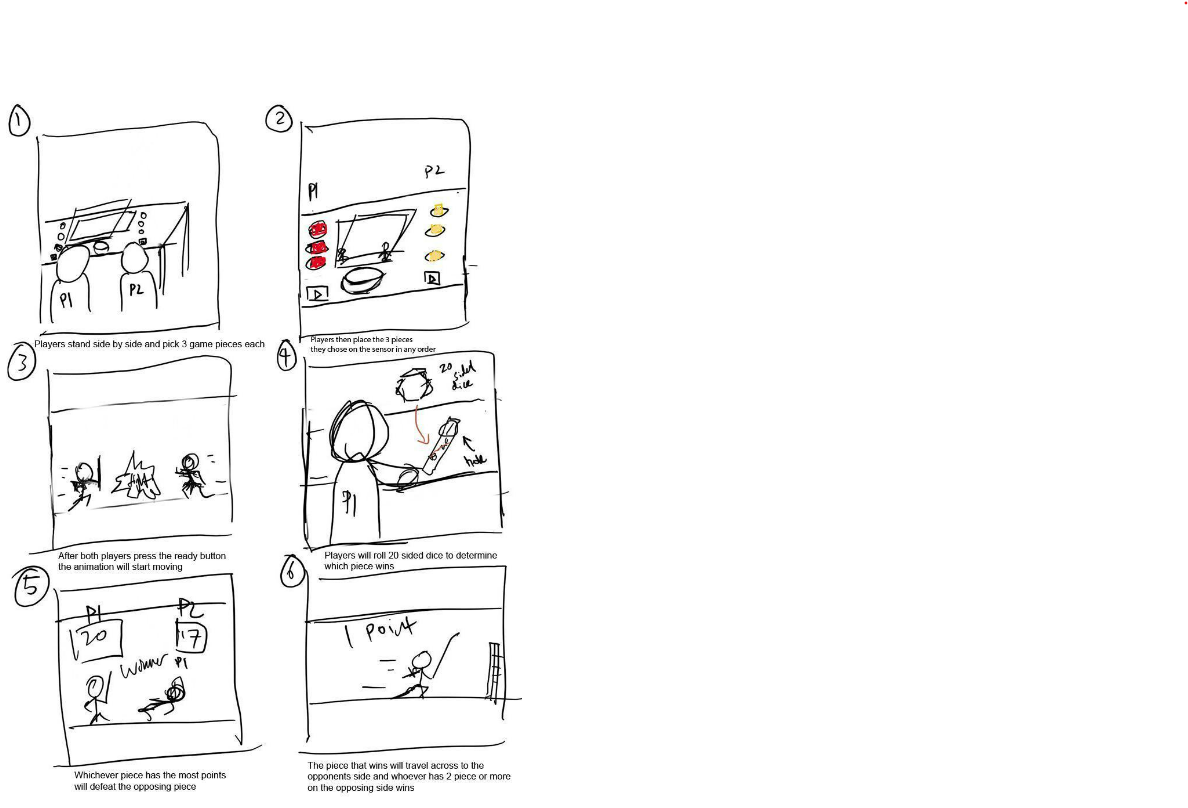 1
P1
P2
Players stand side by side and pick 3 game pieces each
2
P1
P2
Players then place the 3 pieces
they chose on the sensor in any order
3
After both players press the ready button
the animation will start moving
4
20
sided
dice
hole
P1
Players will roll 20 sided dice to determine
which piece wins
5
P1
P2
20
17
Winner P1
Whichever piece has the most points
will defeat the opposing piece
6
1 Point
The piece that wins will travel across to the
opponents side and whoever has 2 piece or more
on the opposing side wins